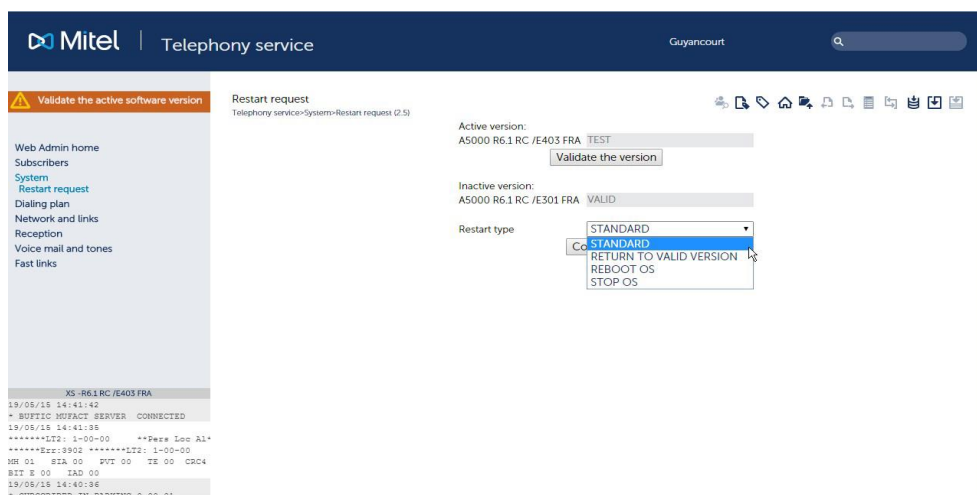 Mitel | Telephony service
Guyancourt
Validate the active software version
Restart request
Telephony service>System>Restart request (2.5)
Web Admin home
Subscribers
System
Restart request
Dialing plan
Network and links
Reception
Voice mail and tones
Fast links
Active version:
A5000 R6.1 RC /E403 FRA TEST
Validate the version
Inactive version:
A5000 R6.1 RC /E301 FRA VALID
Restart type STANDARD
Co
STANDARD
RETURN TO VALID VERSION
REBOOT OS
STOP OS
XS -R6.1 RC /E403 FRA
19/05/15 14:41:42
* BUFTIC MUFACT SERVER CONNECTED
19/05/15 14:41:35
*******LT2: 1-00-00 **Pers Loc Al*
******Err:3902 *******LT2: 1-00-00
MH 01 SIA 00 PVT 00 TE 00 CRC4
BIT E 00 IAD 00
19/05/15 14:40:36